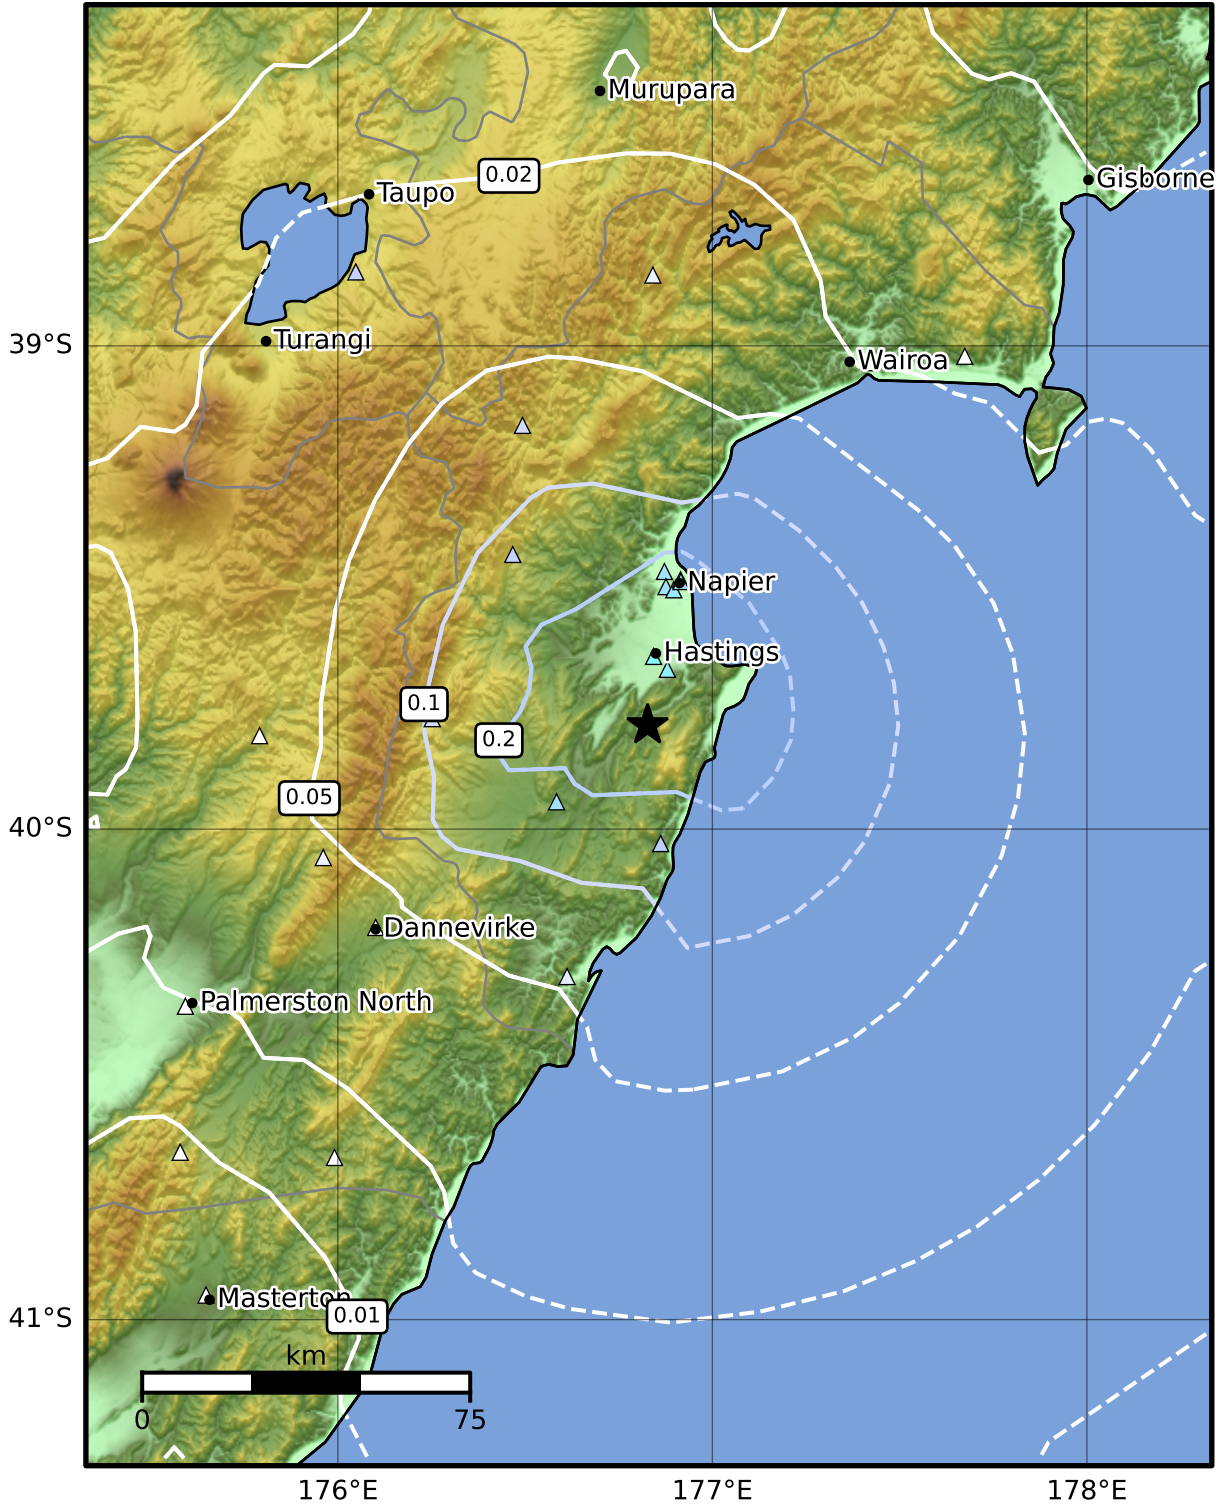 Murupara
0.02
Gisborne
Taupo
Turangi
39°S
Wairoa
Napier
Hastings
0.1
0.2
0.05
40°S
Dannevirke
Palmerston North
Masterton
0.01
41°S
km
0 75
176°E 177°E 178°E